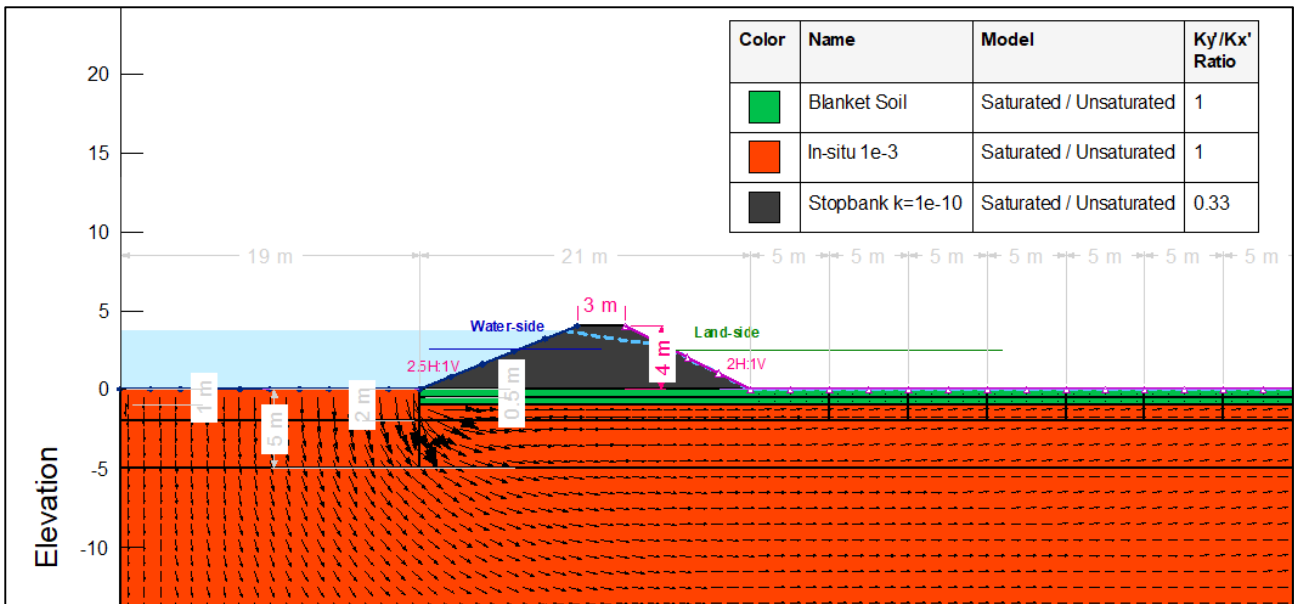 Color Name Model Ky'/Kx' Ratio
Blanket Soil Saturated / Unsaturated 1
In-situ 1e-3 Saturated / Unsaturated 1
Stopbank k=1e-10 Saturated / Unsaturated 0.33
20
15
10
5
0
-5
-10
Elevation
19 m
21 m
5 m
5 m
5 m
5 m
5 m
5 m
5 m
3 m
Water-side
Land-side
2.5H:1V
4 m
2H:1V
1 m
2 m
0.5 m
5 m